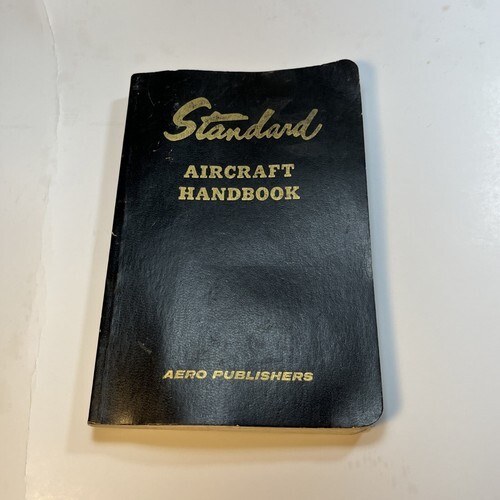 Standard
AIRCRAFT
HANDBOOK
AERO PUBLISHERS